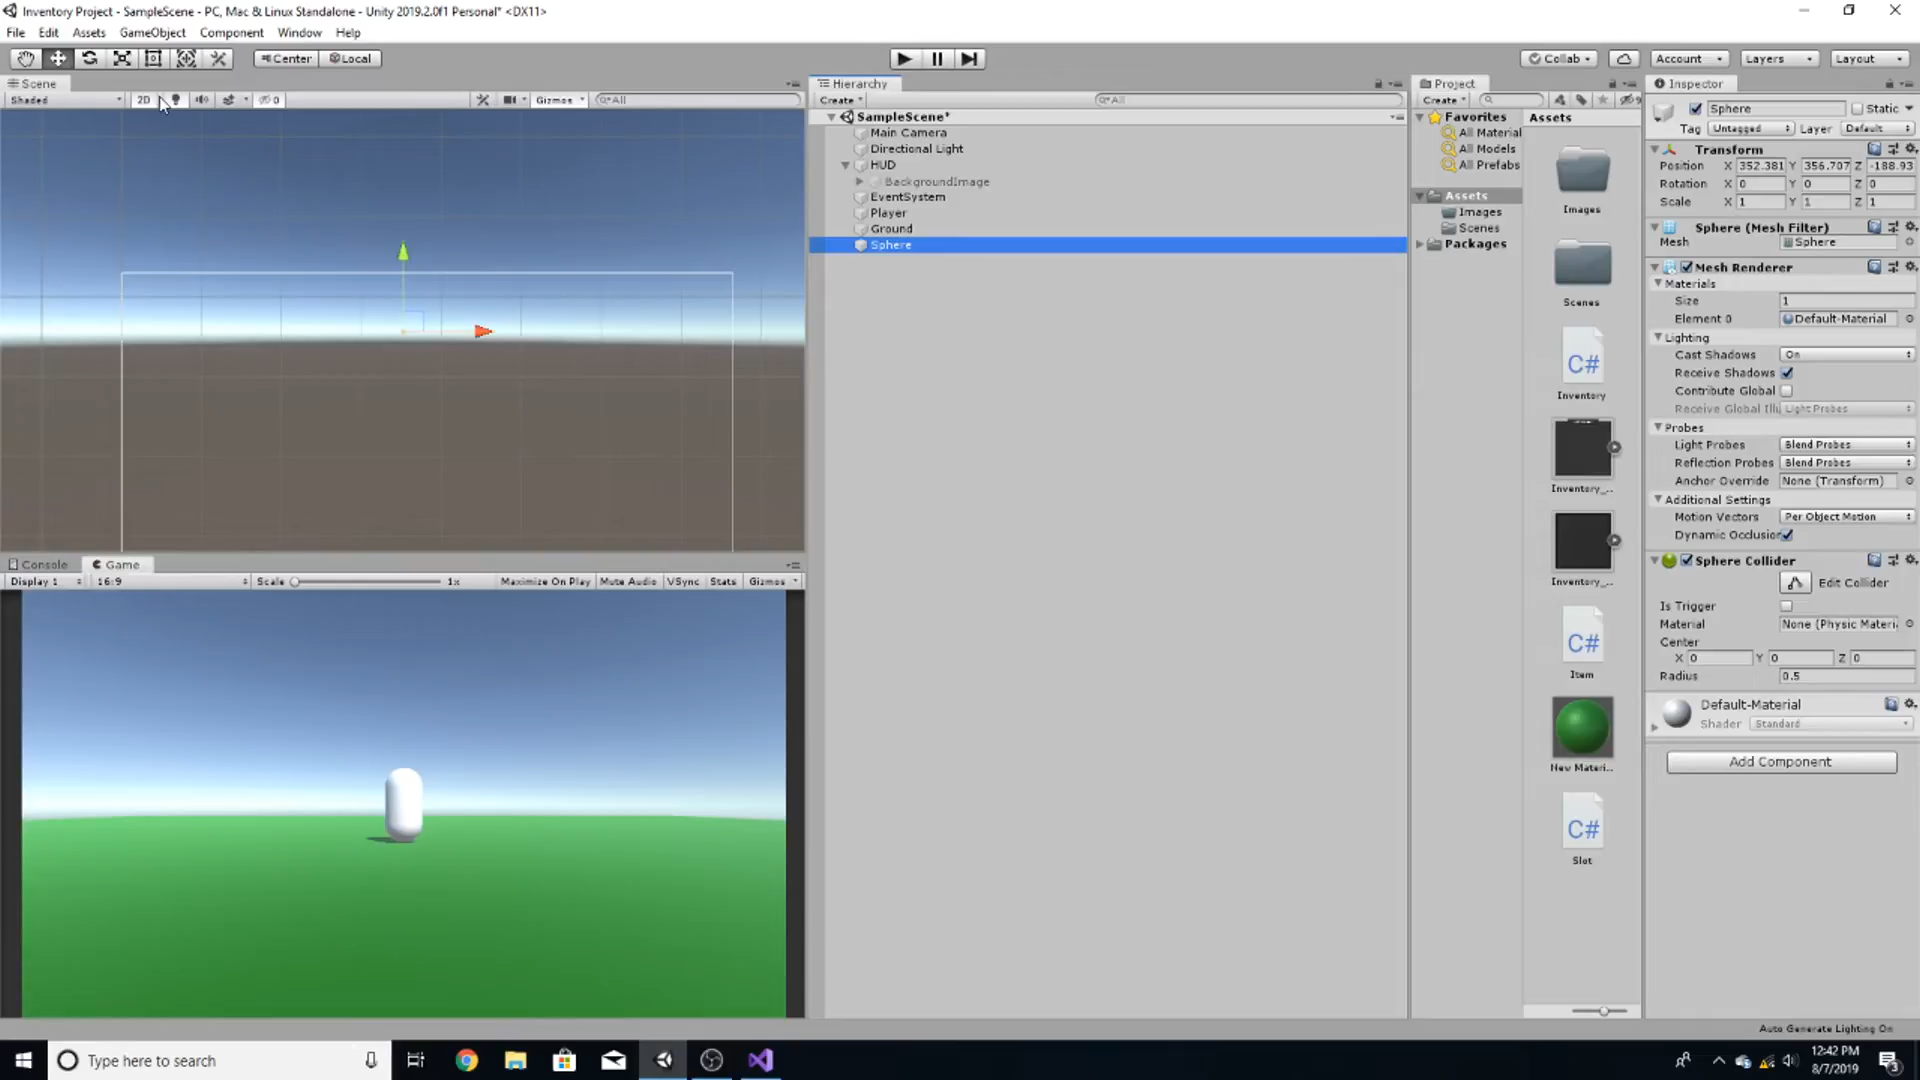 Inventory Project - SampleScene - PC, Mac & Linux Standalone - Unity 2019.2.0f1 Personal* <DX11>
File Edit Assets GameObject Component Window Help
Center Local Collab Account Layers Layout
Scene
Shaded 2D 0 Gizmos All
Hierarchy
Create All
SampleScene*
Main Camera
Directional Light
HUD
BackgroundImage
EventSystem
Player
Ground
Sphere
Project
Create
Favorites
All Material
All Models
All Prefabs
Assets
Images
Scenes
Packages
Assets
Images
Scenes
C#
Inventory
Inventory_...
Inventory_...
C#
Item
New Materi...
C#
Slot
Inspector
Sphere Static
Tag Untagged Layer Default
Transform
Position X 352.381 Y 356.707 Z -188.93
Rotation X 0 Y 0 Z 0
Scale X 1 Y 1 Z 1
Sphere (Mesh Filter)
Mesh Sphere
Mesh Renderer
Materials
Size 1
Element 0 Default-Material
Lighting
Cast Shadows On
Receive Shadows
Contribute Global
Receive Global Illu Light Probes
Probes
Light Probes Blend Probes
Reflection Probes Blend Probes
Anchor Override None (Transform)
Additional Settings
Motion Vectors Per Object Motion
Dynamic Occlusion
Sphere Collider
Edit Collider
Is Trigger
Material None (Physic Materi
Center
X 0 Y 0 Z 0
Radius 0.5
Default-Material
Shader Standard
Add Component
Console Game
Display 1 16:9 Scale 1x Maximize On Play Mute Audio VSync Stats Gizmos
Auto Generate Lighting On
Type here to search
12:42 PM
8/7/2019
3